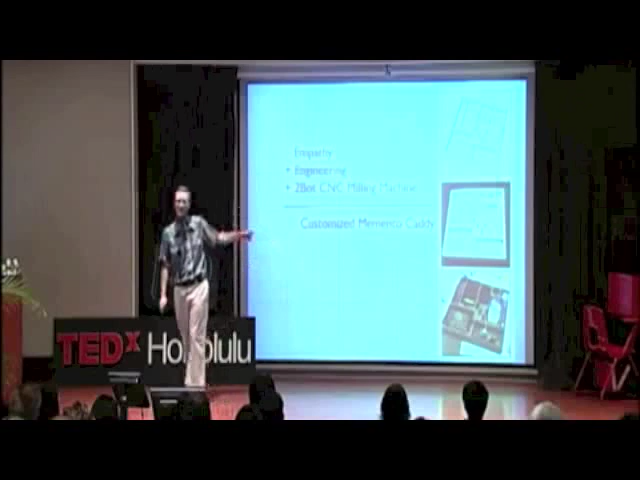 Empathy
• Engineering
• 2Bot CNC Milling Machine
Customized Memento Caddy
TEDx Honolulu